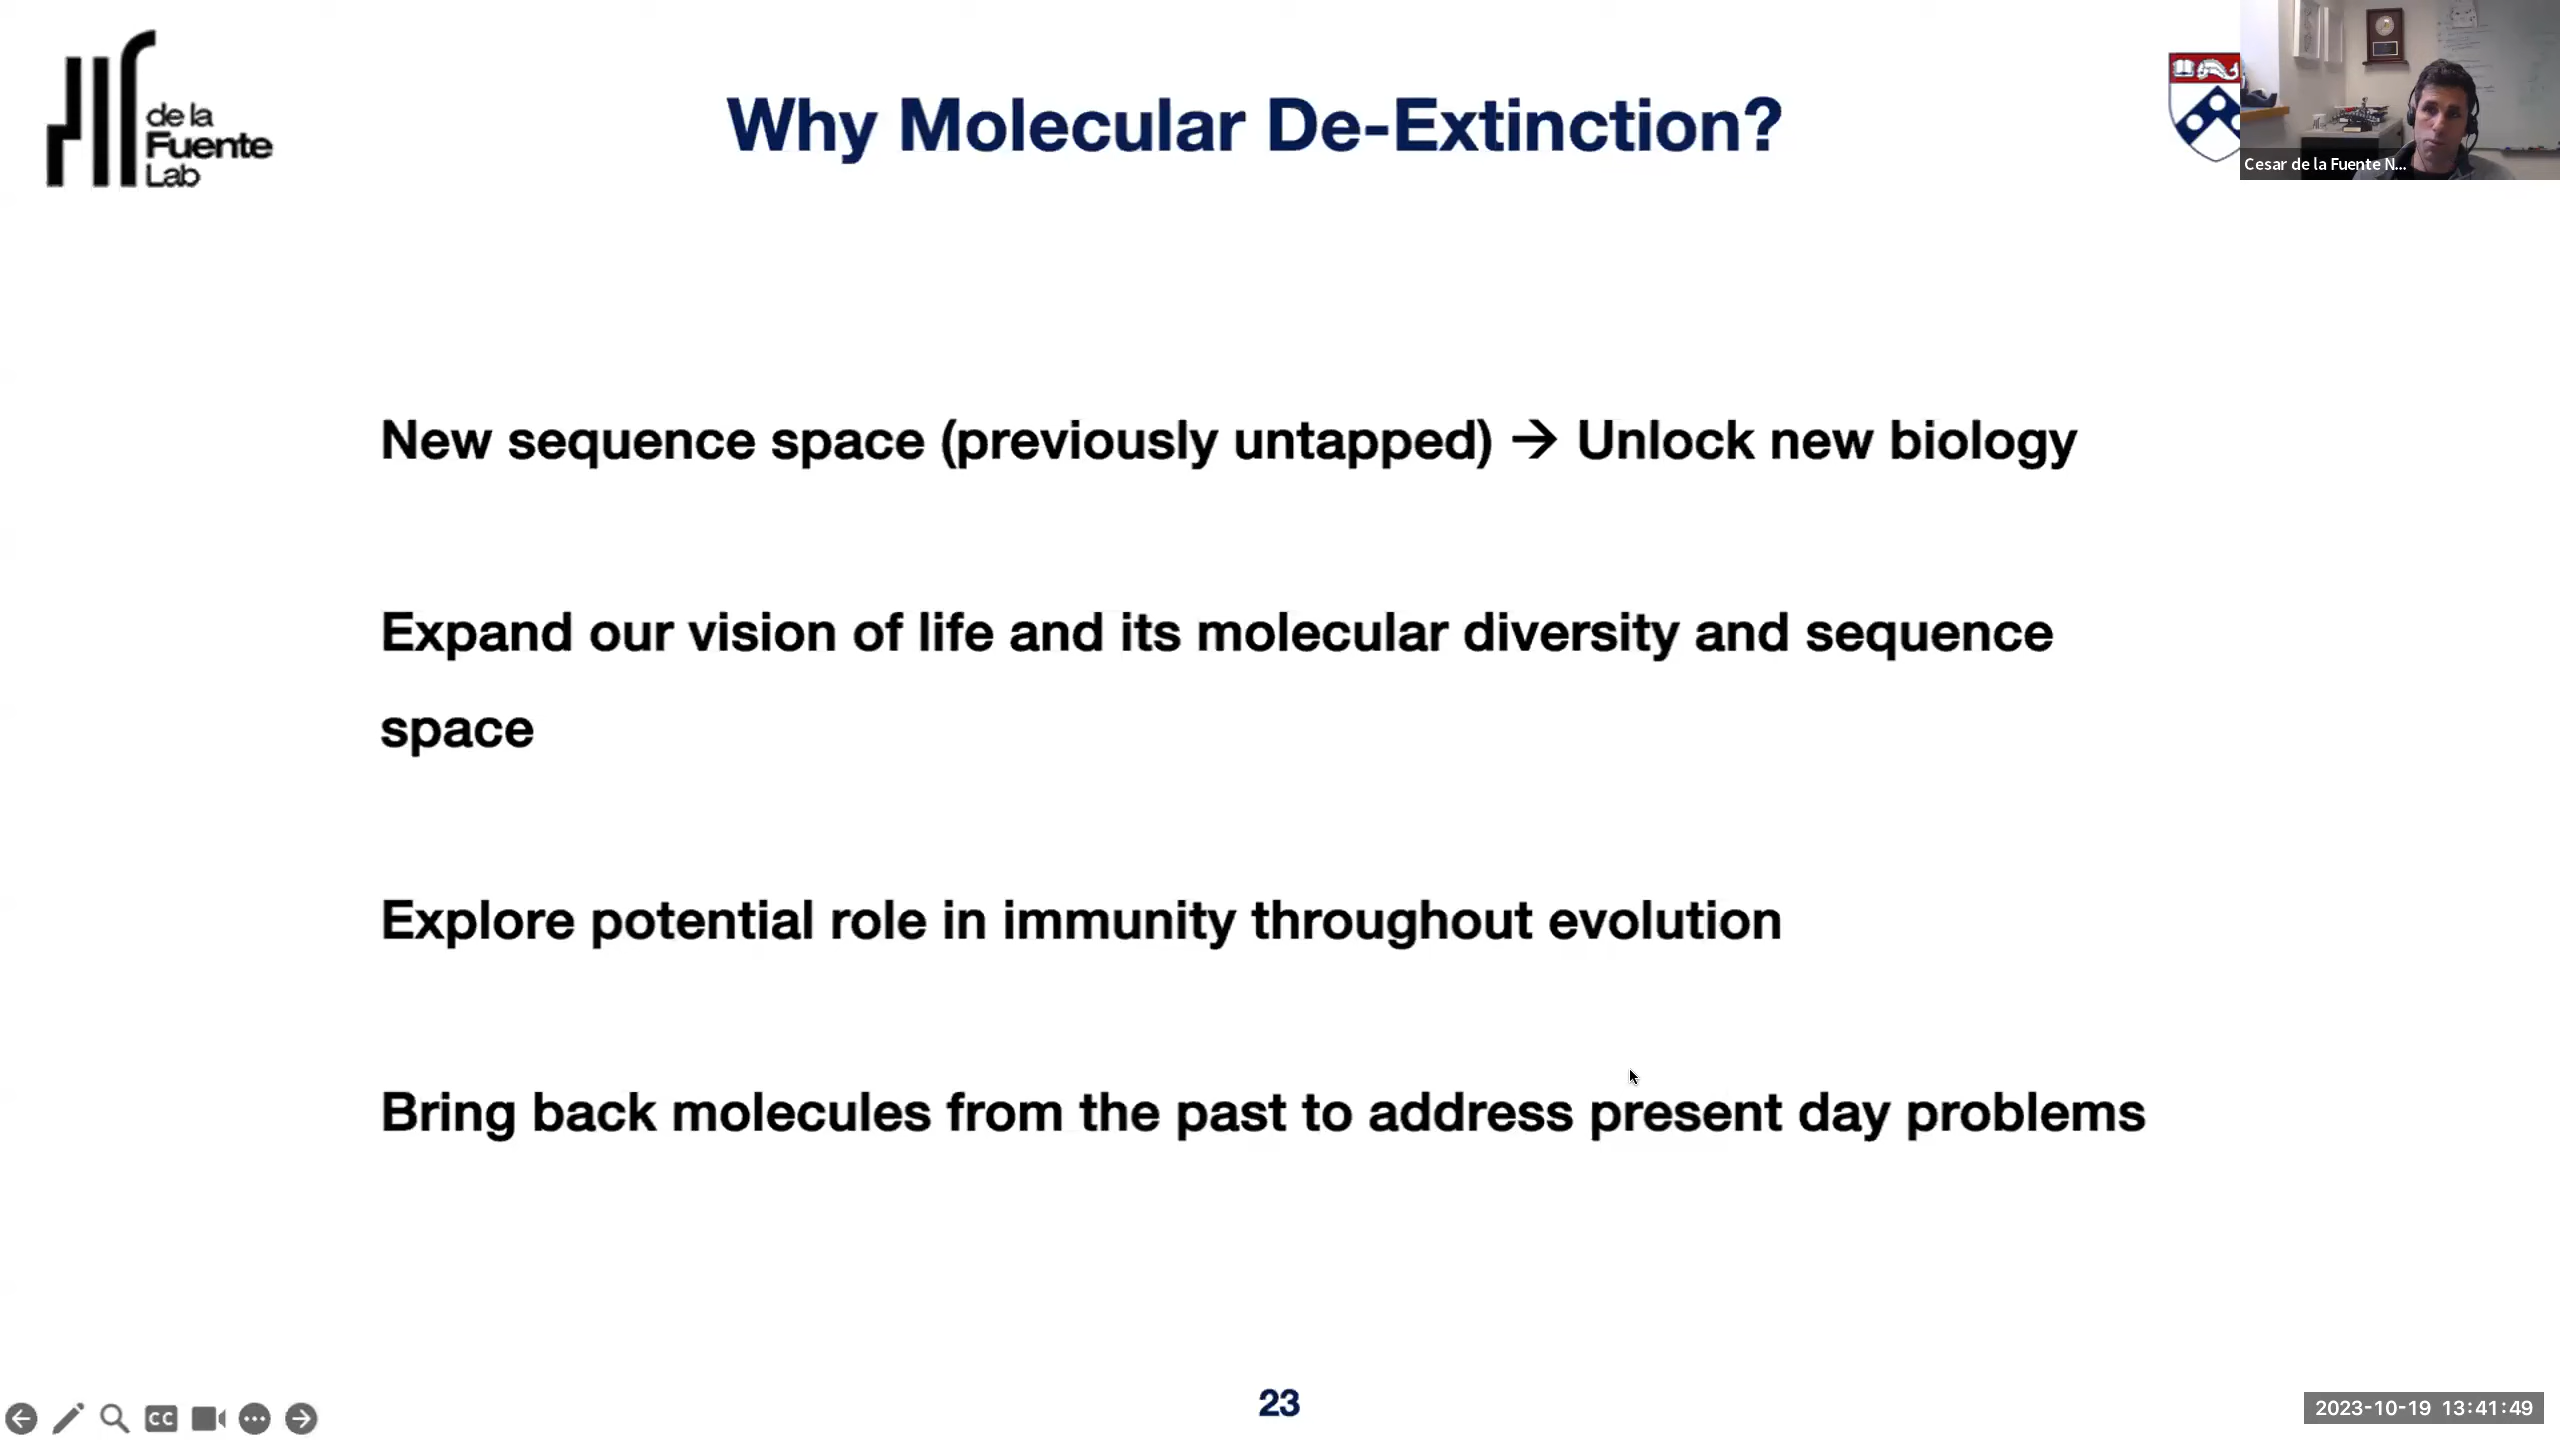 de la
Fuente
Lab
Why Molecular De-Extinction?
Cesar de la Fuente N...
New sequence space (previously untapped) → Unlock new biology
Expand our vision of life and its molecular diversity and sequence
space
Explore potential role in immunity throughout evolution
Bring back molecules from the past to address present day problems
CC
23
2023-10-19 13:41:49